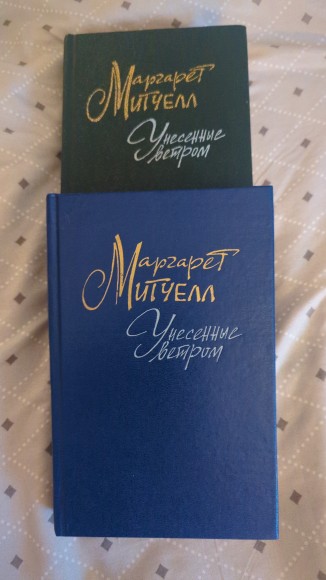 Маргарет
Митчелл
Унесенные
ветром
Маргарет
Митчелл
Унесенные
ветром